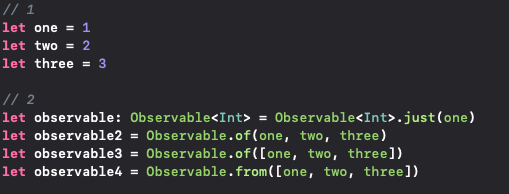 // 1
let one = 1
let two = 2
let three = 3
// 2
let observable: Observable<Int> = Observable<Int>.just(one)
let observable2 = Observable.of(one, two, three)
let observable3 = Observable.of([one, two, three])
let observable4 = Observable.from([one, two, three])